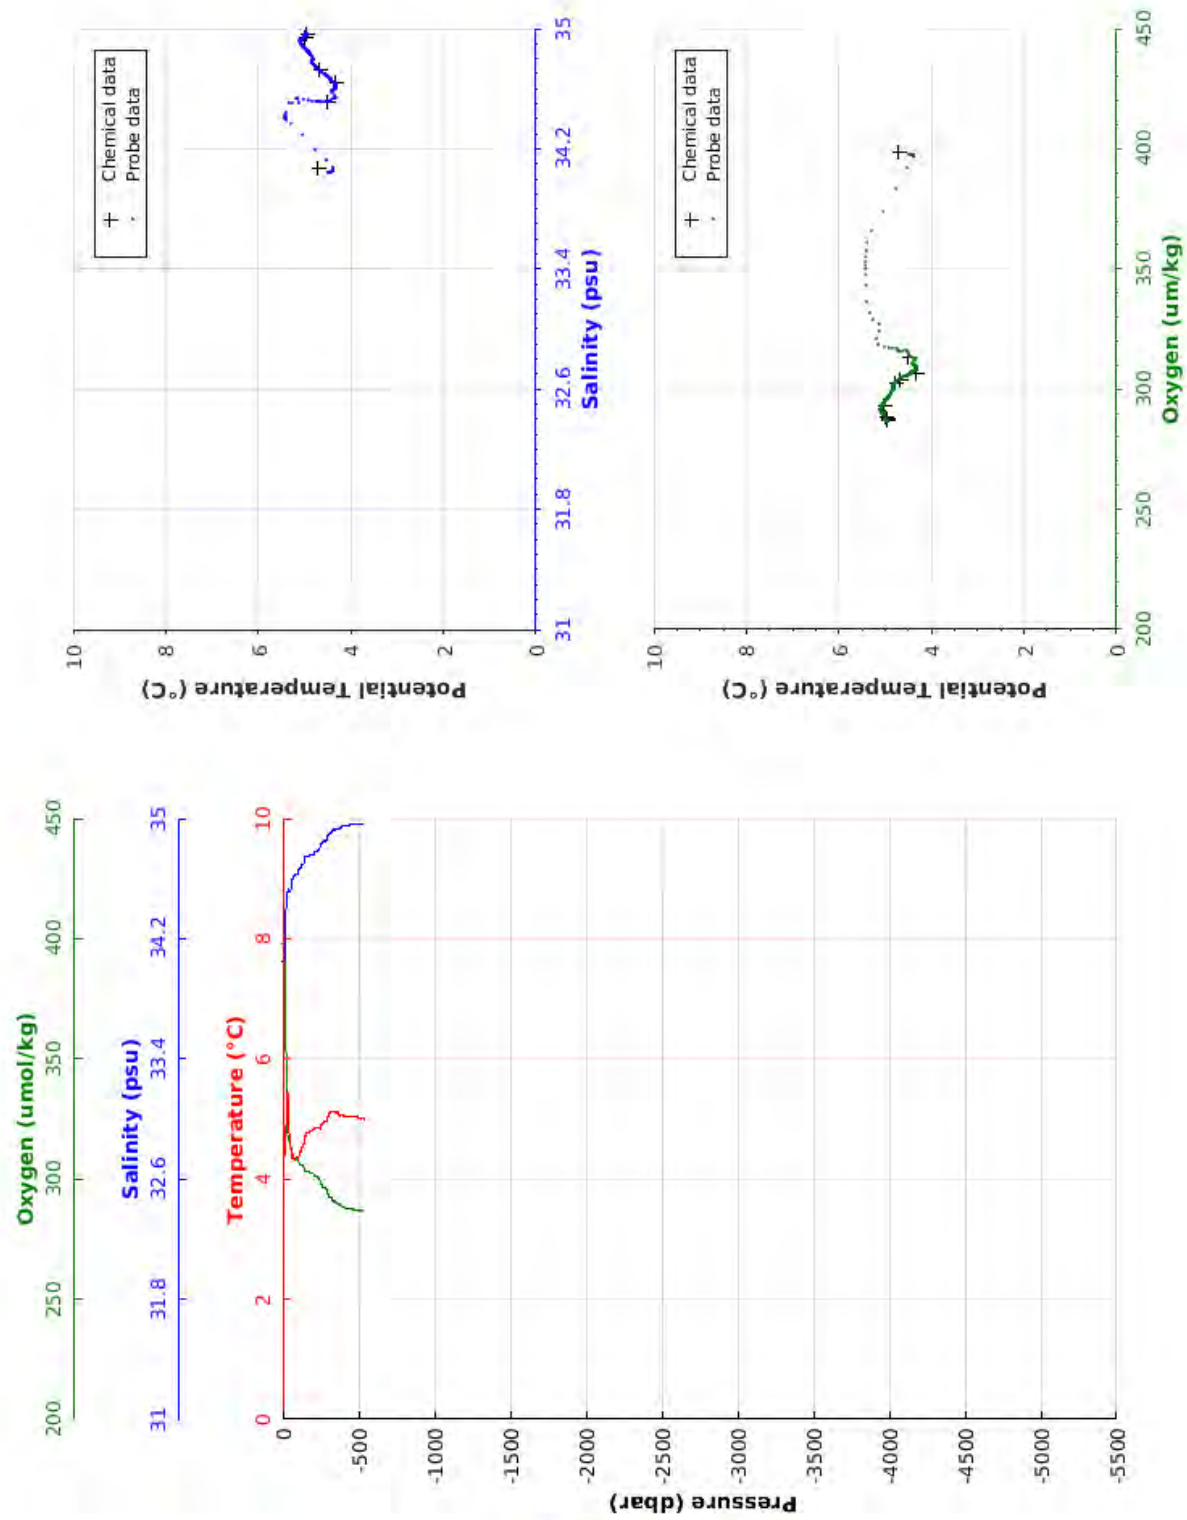 Oxygen (umol/kg)
200 250 300 350 400 450
Salinity (psu)
31 31.8 32.6 33.4 34.2 35
Temperature (°C)
0 2 4 6 8 10
Pressure (dbar)
0
-500
-1000
-1500
-2000
-2500
-3000
-3500
-4000
-4500
-5000
-5500
Potential Temperature (°C)
10
8
6
4
2
0
Chemical data
Probe data
31 31.8 32.6 33.4 34.2 35
Salinity (psu)
Potential Temperature (°C)
10
8
6
4
2
0
Chemical data
Probe data
200 250 300 350 400 450
Oxygen (um/kg)